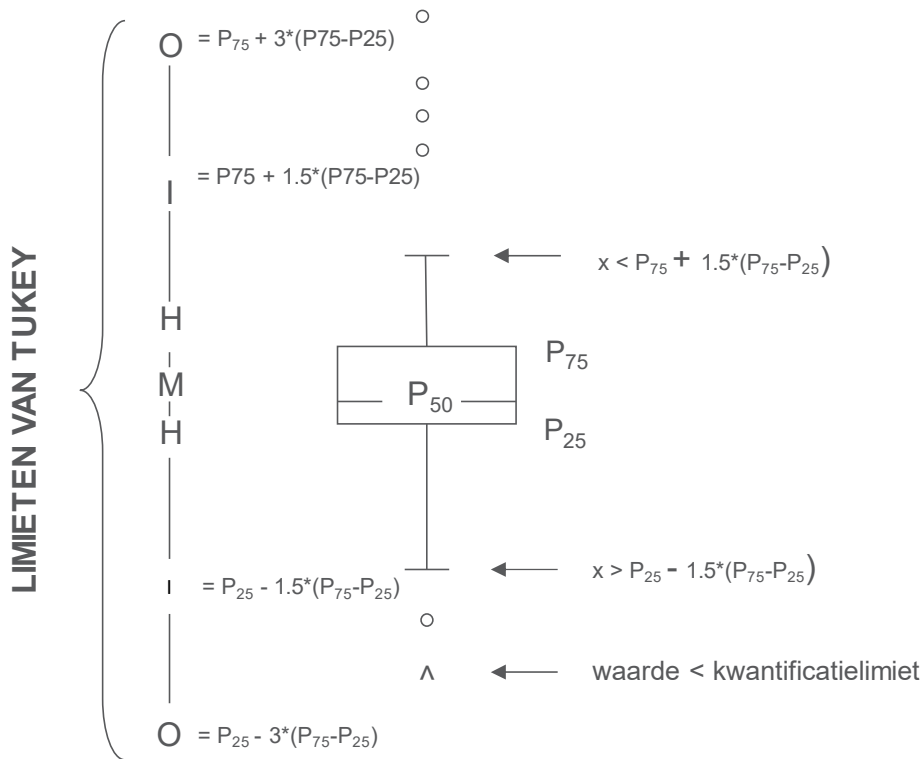 LIMIETEN VAN TUKEY
O = P₇₅ + 3*(P75-P25)
I = P75 + 1.5*(P75-P25)
H
M
H
I = P₂₅ - 1.5*(P₇₅-P₂₅)
O = P₂₅ - 3*(P₇₅-P₂₅)
x < P₇₅ + 1.5*(P₇₅-P₂₅)
P₇₅
P₅₀
P₂₅
x > P₂₅ - 1.5*(P₇₅-P₂₅)
^ waarde < kwantificatielimiet